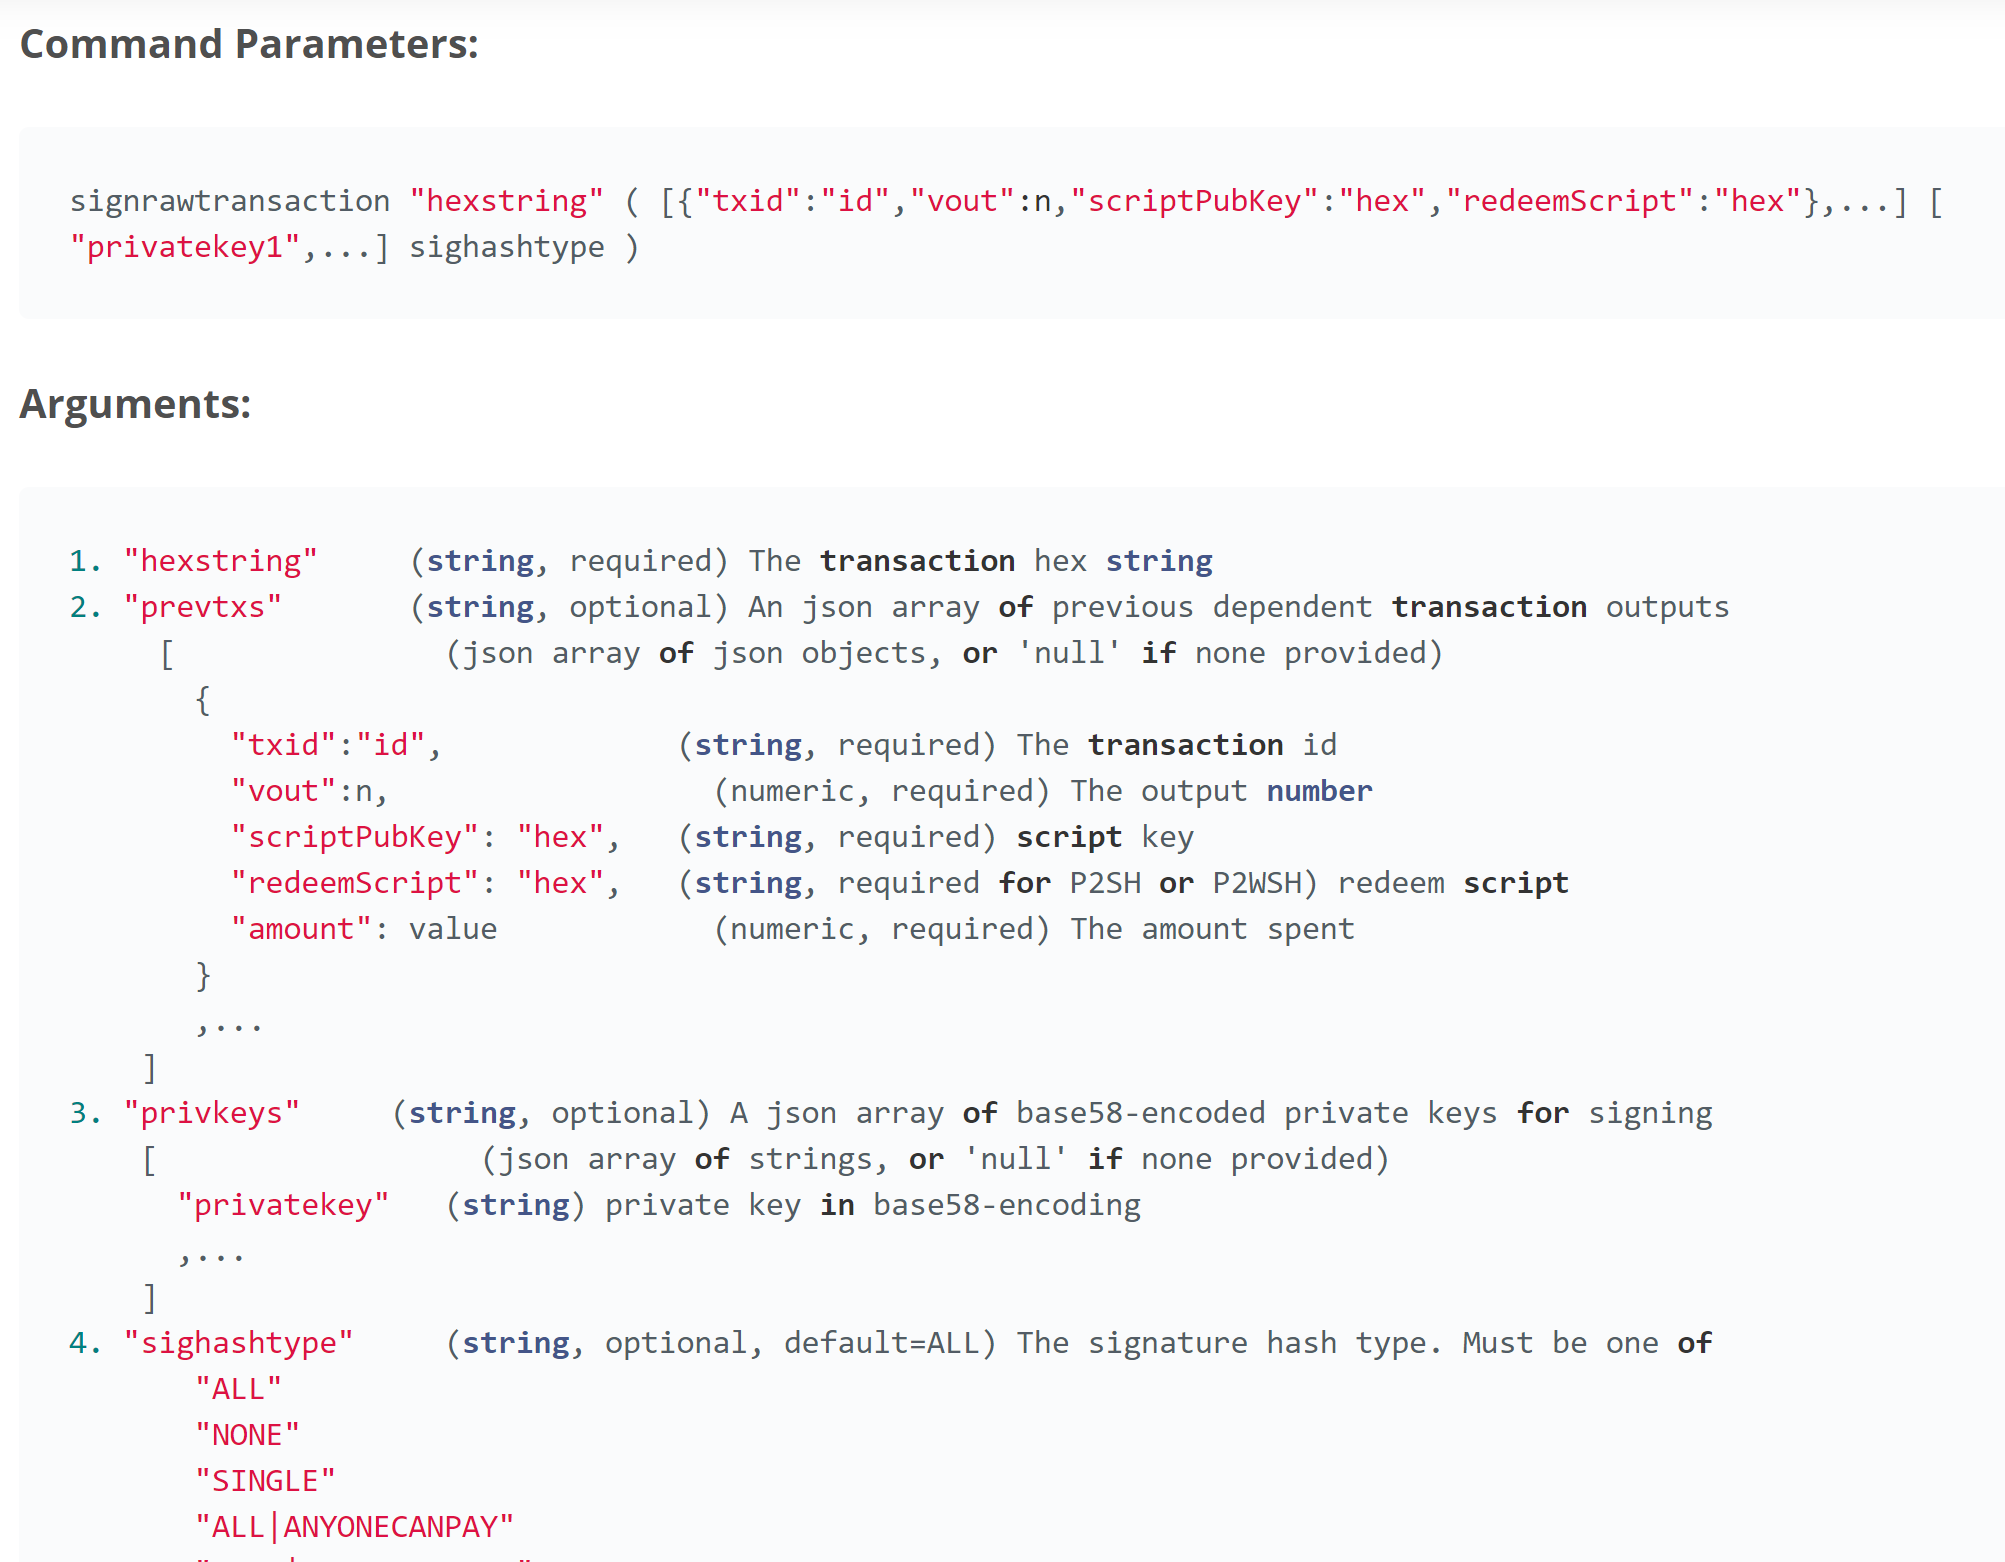 Command Parameters:
signrawtransaction "hexstring" ( [{"txid":"id","vout":n,"scriptPubKey":"hex","redeemScript":"hex"},...] [
"privatekey1",...] sighashtype )
Arguments:
1. "hexstring"     (string, required) The transaction hex string
2. "prevtxs"       (string, optional) An json array of previous dependent transaction outputs
[               (json array of json objects, or 'null' if none provided)
{
"txid":"id",             (string, required) The transaction id
"vout":n,                  (numeric, required) The output number
"scriptPubKey": "hex",   (string, required) script key
"redeemScript": "hex",   (string, required for P2SH or P2WSH) redeem script
"amount": value            (numeric, required) The amount spent
}
,...
]
3. "privkeys"     (string, optional) A json array of base58-encoded private keys for signing
[                  (json array of strings, or 'null' if none provided)
"privatekey"   (string) private key in base58-encoding
,...
]
4. "sighashtype"     (string, optional, default=ALL) The signature hash type. Must be one of
"ALL"
"NONE"
"SINGLE"
"ALL|ANYONECANPAY"